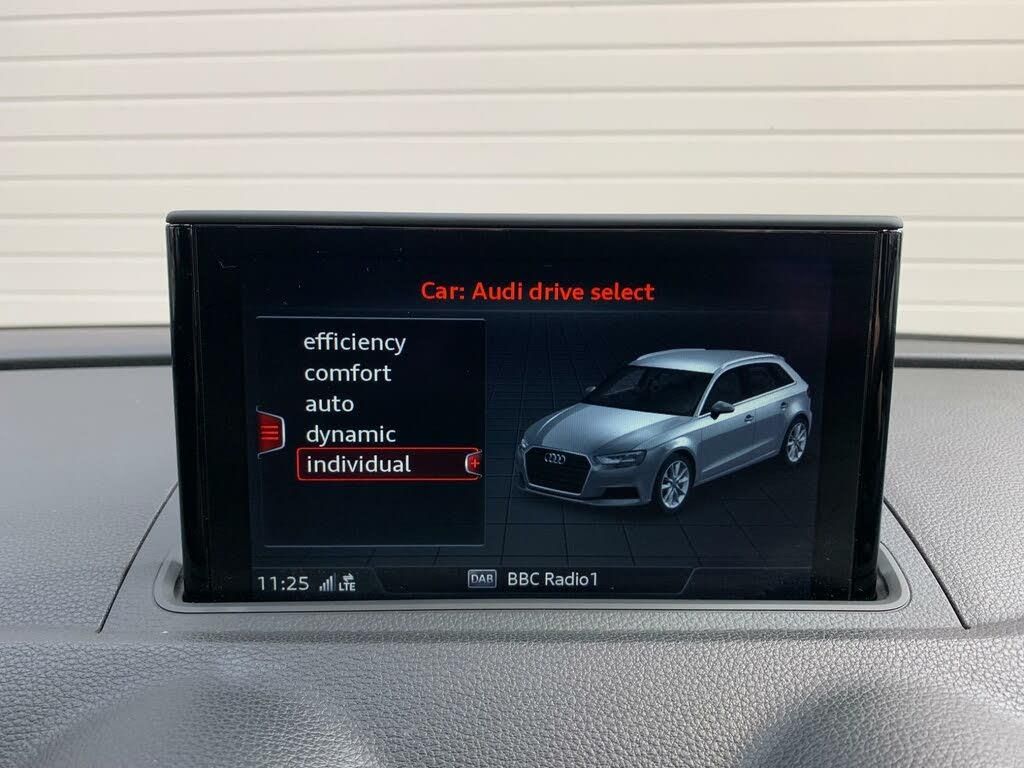 Car: Audi drive select
efficiency
comfort
auto
dynamic
individual
11:25 LTE DAB BBC Radio1